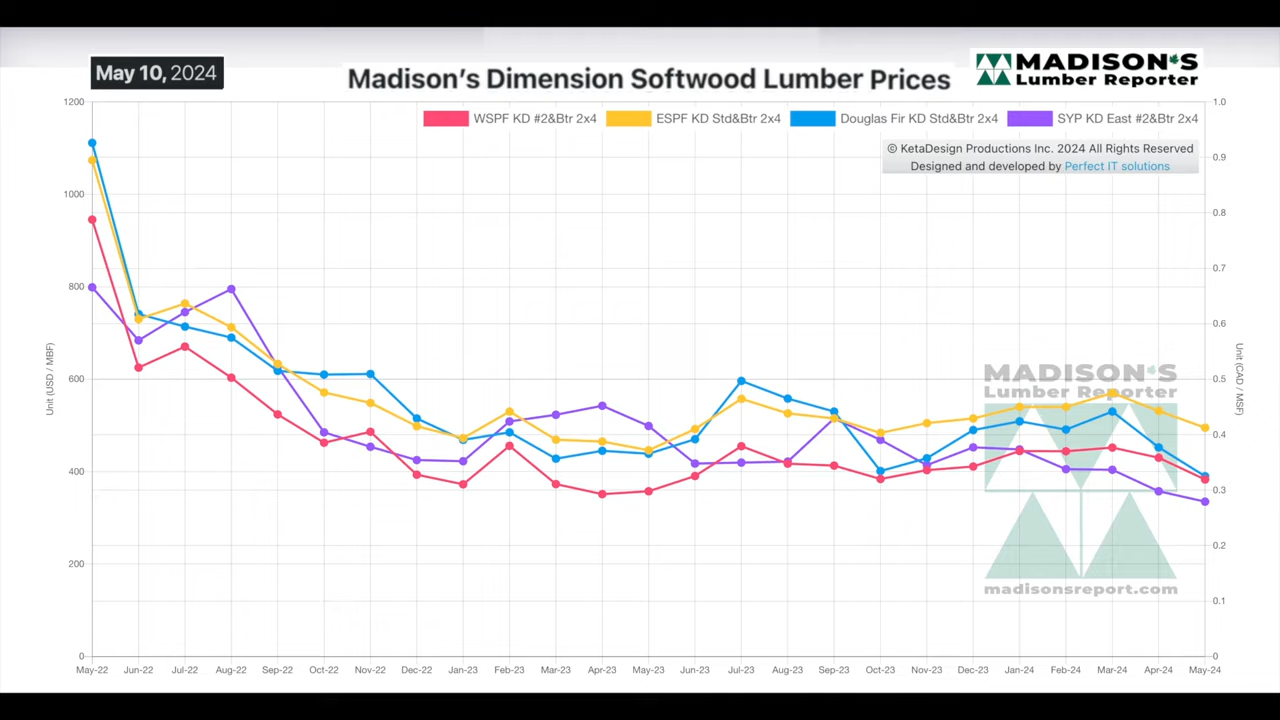 May 10, 2024
Madison's Dimension Softwood Lumber Prices
MADISON'S
Lumber Reporter
WSPF KD #2&Btr 2x4 ESPF KD Std&Btr 2x4 Douglas Fir KD Std&Btr 2x4 SYP KD East #2&Btr 2x4
© KetaDesign Productions Inc. 2024 All Rights Reserved
Designed and developed by Perfect IT solutions
1200
1000
800
600
400
200
0
Unit (USD / MBF)
1.0
0.9
0.8
0.7
0.6
0.5
0.4
0.3
0.2
0.1
0
Unit (CAD / MSF)
MADISON'S
Lumber Reporter
madisonsreport.com
May-22 Jun-22 Jul-22 Aug-22 Sep-22 Oct-22 Nov-22 Dec-22 Jan-23 Feb-23 Mar-23 Apr-23 May-23 Jun-23 Jul-23 Aug-23 Sep-23 Oct-23 Nov-23 Dec-23 Jan-24 Feb-24 Mar-24 Apr-24 May-24